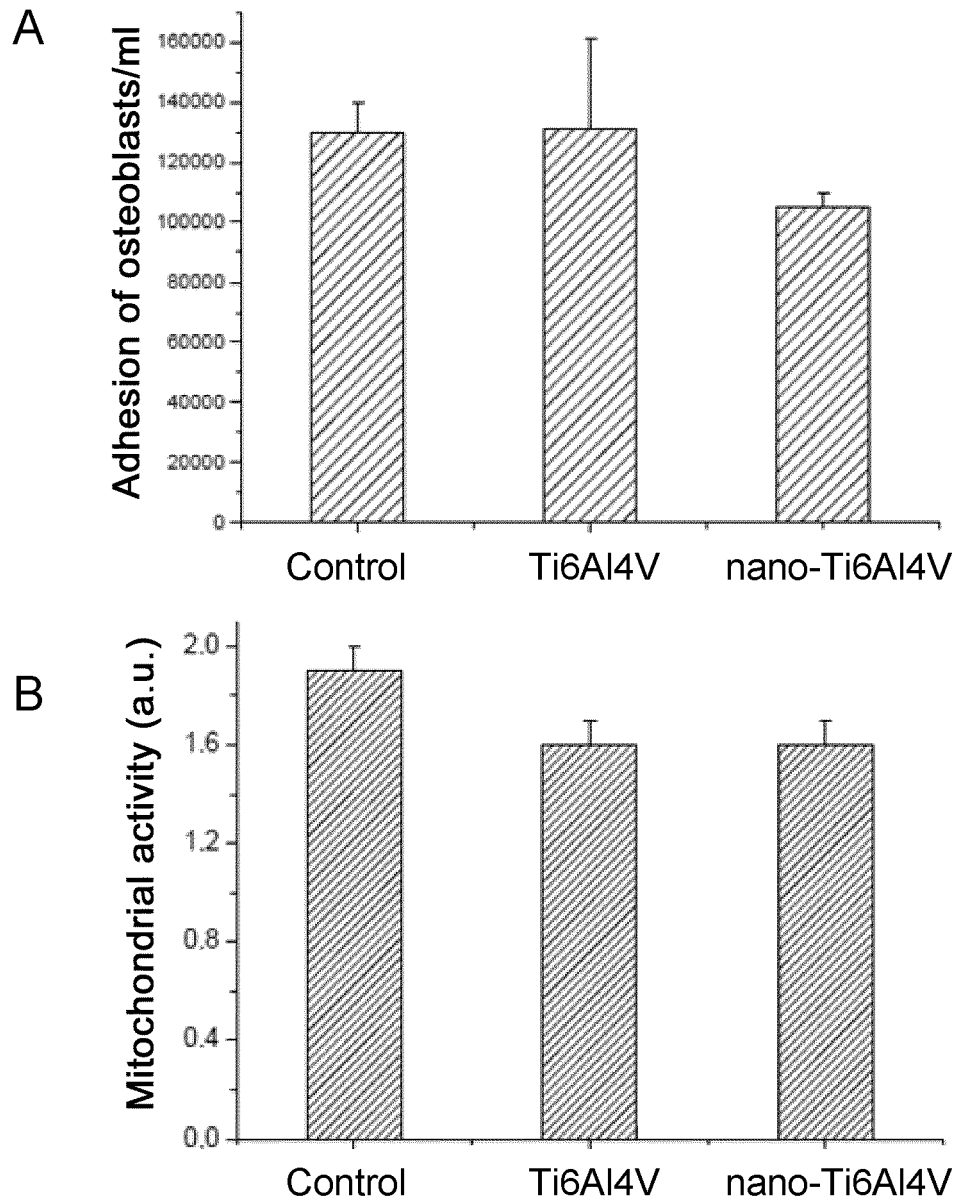 A
Adhesion of osteoblasts/ml
160000
140000
120000
100000
80000
60000
40000
20000
0
Control Ti6Al4V nano-Ti6Al4V
B
Mitochondrial activity (a.u.)
2.0
1.6
1.2
0.8
0.4
0.0
Control Ti6Al4V nano-Ti6Al4V